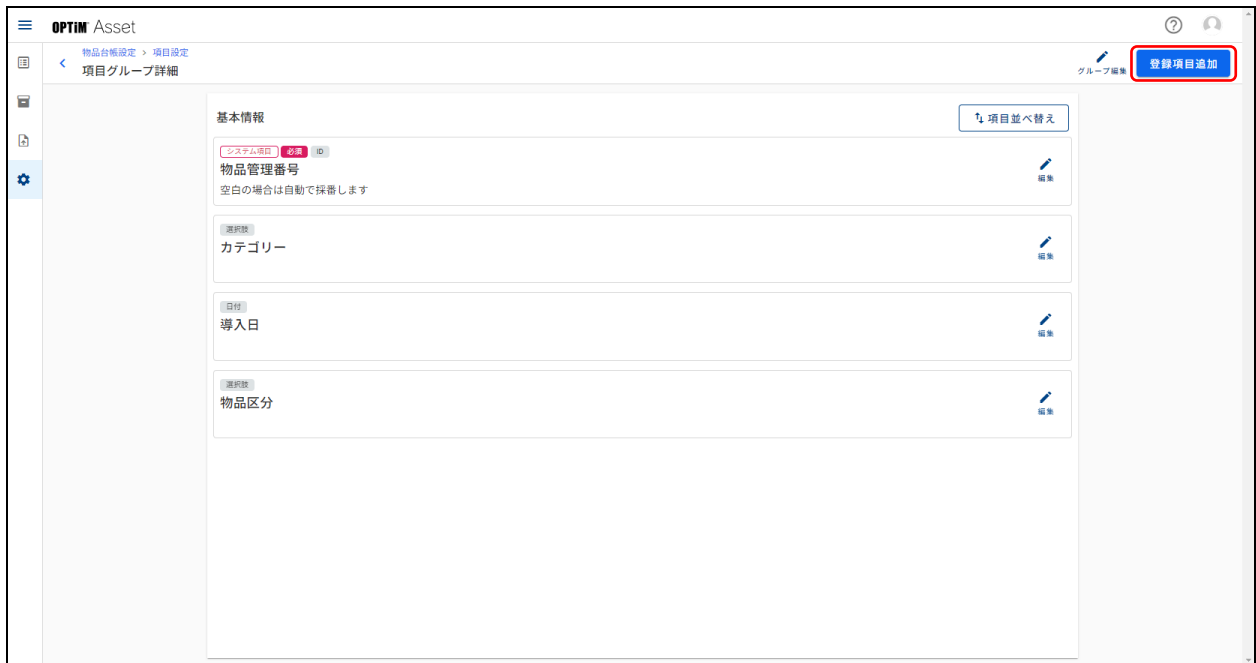 OPTiM Asset
物品台帳設定 > 項目設定
項目グループ詳細
グループ編集
登録項目追加
基本情報
項目並べ替え
システム項目 必須 ID
物品管理番号
空白の場合は自動で採番します
編集
選択肢
カテゴリー
編集
日付
導入日
編集
選択肢
物品区分
編集